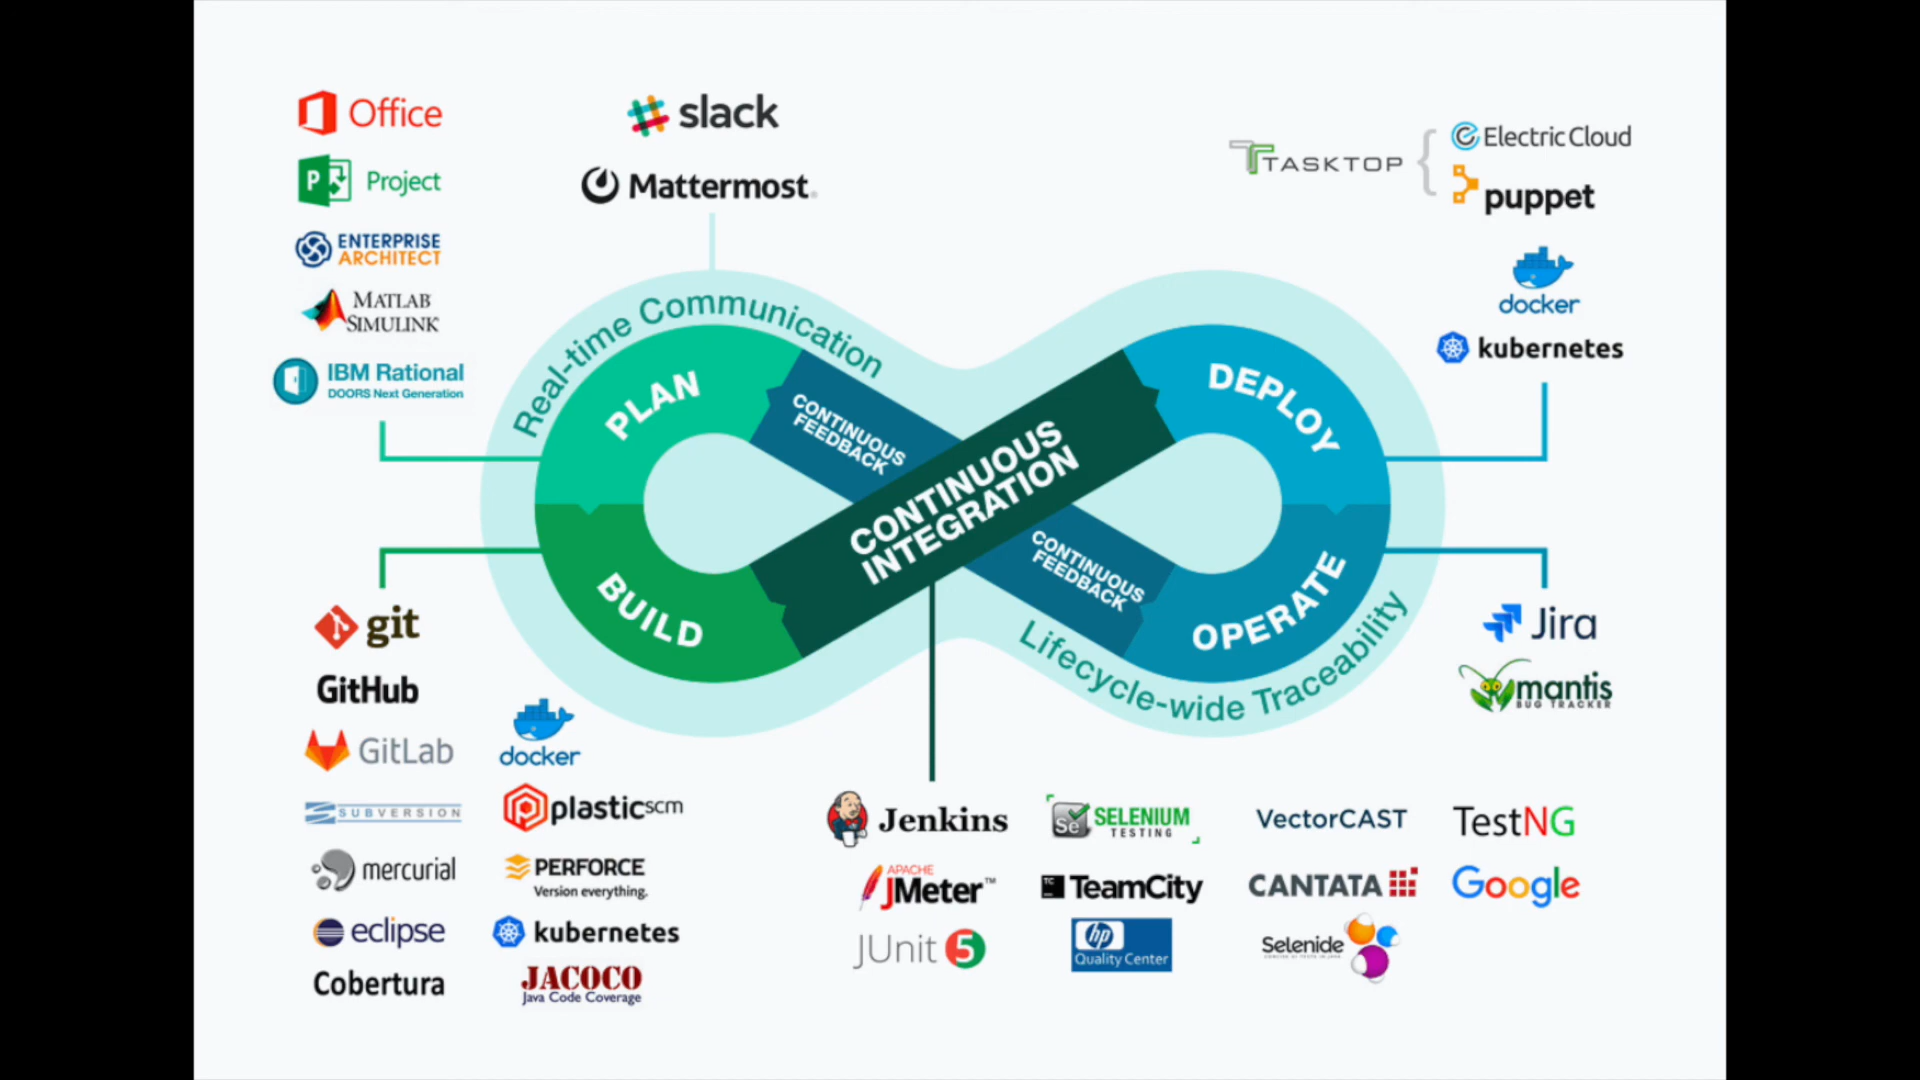 Office
Project
ENTERPRISE
ARCHITECT
MATLAB
SIMULINK
IBM Rational
DOORS Next Generation
slack
Mattermost
TASKTOP
Electric Cloud
puppet
docker
kubernetes
Real-time Communication
PLAN
CONTINUOUS
FEEDBACK
CONTINUOUS
INTEGRATION
DEPLOY
BUILD
CONTINUOUS
FEEDBACK
OPERATE
Lifecycle-wide Traceability
git
GitHub
GitLab
SUBVERSION
mercurial
eclipse
Cobertura
docker
plasticscm
PERFORCE
Version everything.
kubernetes
JACOCO
Java Code Coverage
Jenkins
APACHE
JMeter™
JUnit 5
Se
SELENIUM
TESTING
TC
TeamCity
hp
Quality Center
VectorCAST
CANTATA
Selenide
TestNG
Google
Jira
mantis
BUG TRACKER